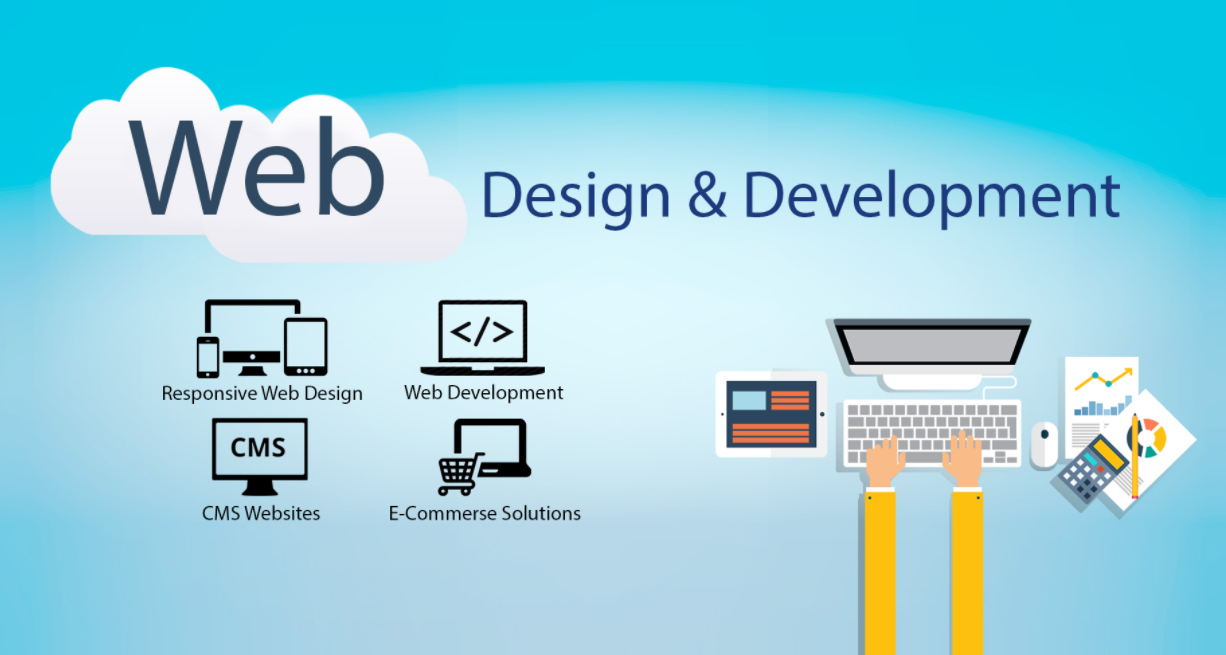 Web
Design & Development
</>
Responsive Web Design
Web Development
CMS
CMS Websites
E-Commerse Solutions